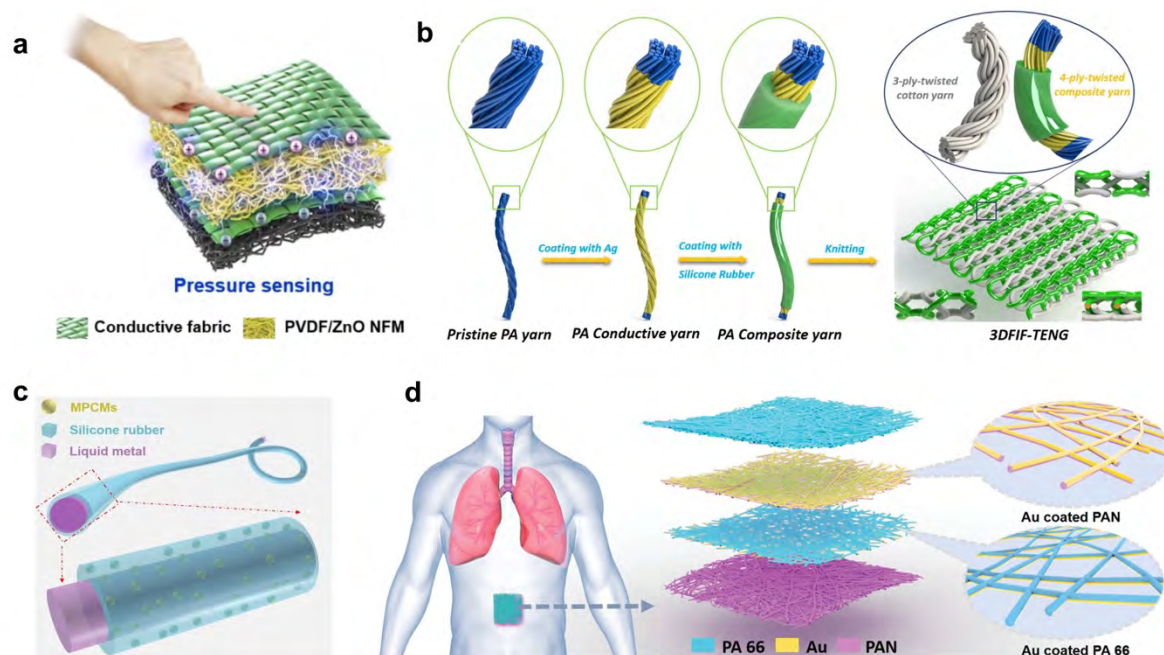 a
Pressure sensing
Conductive fabric
PVDF/ZnO NFM
b
3-ply-twisted
cotton yarn
4-ply-twisted
composite yarn
Coating with Ag
Coating with
Silicone Rubber
Knitting
Pristine PA yarn
PA Conductive yarn
PA Composite yarn
3DFIF-TENG
c
MPCMs
Silicone rubber
Liquid metal
d
Au coated PAN
PA 66
Au
PAN
Au coated PA 66